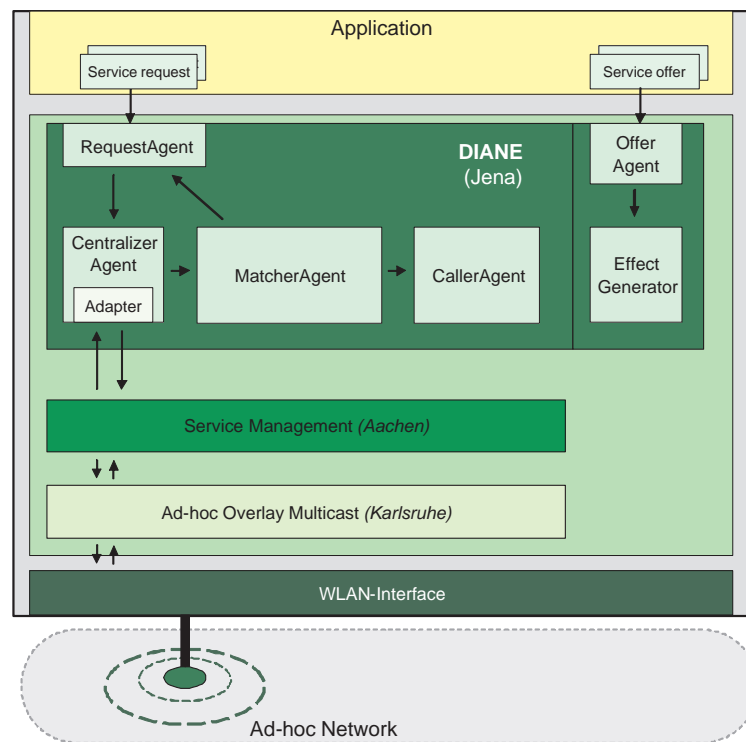 Application
Service request
Service offer
RequestAgent
DIANE
(Jena)
Offer
Agent
Centralizer
Agent
Adapter
MatcherAgent
CallerAgent
Effect
Generator
Service Management (Aachen)
Ad-hoc Overlay Multicast (Karlsruhe)
WLAN-Interface
Ad-hoc Network